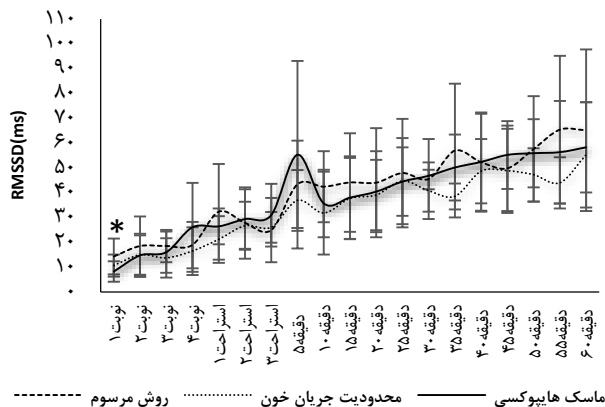 RMSSD(ms)
۱۱۰
۱۰۰
۹۰
۸۰
۷۰
۶۰
۵۰
۴۰
۳۰
۲۰
۱۰
۰
*
نوبت۱
نوبت۲
نوبت۳
نوبت۴
استراحت۱
استراحت۲
استراحت۳
دقیقه۵
دقیقه۱۰
دقیقه۱۵
دقیقه۲۰
دقیقه۲۵
دقیقه۳۰
دقیقه۳۵
دقیقه۴۰
دقیقه۴۵
دقیقه۵۰
دقیقه۵۵
دقیقه۶۰
ماسک هایپوکسی محدودیت جریان خون روش مرسوم